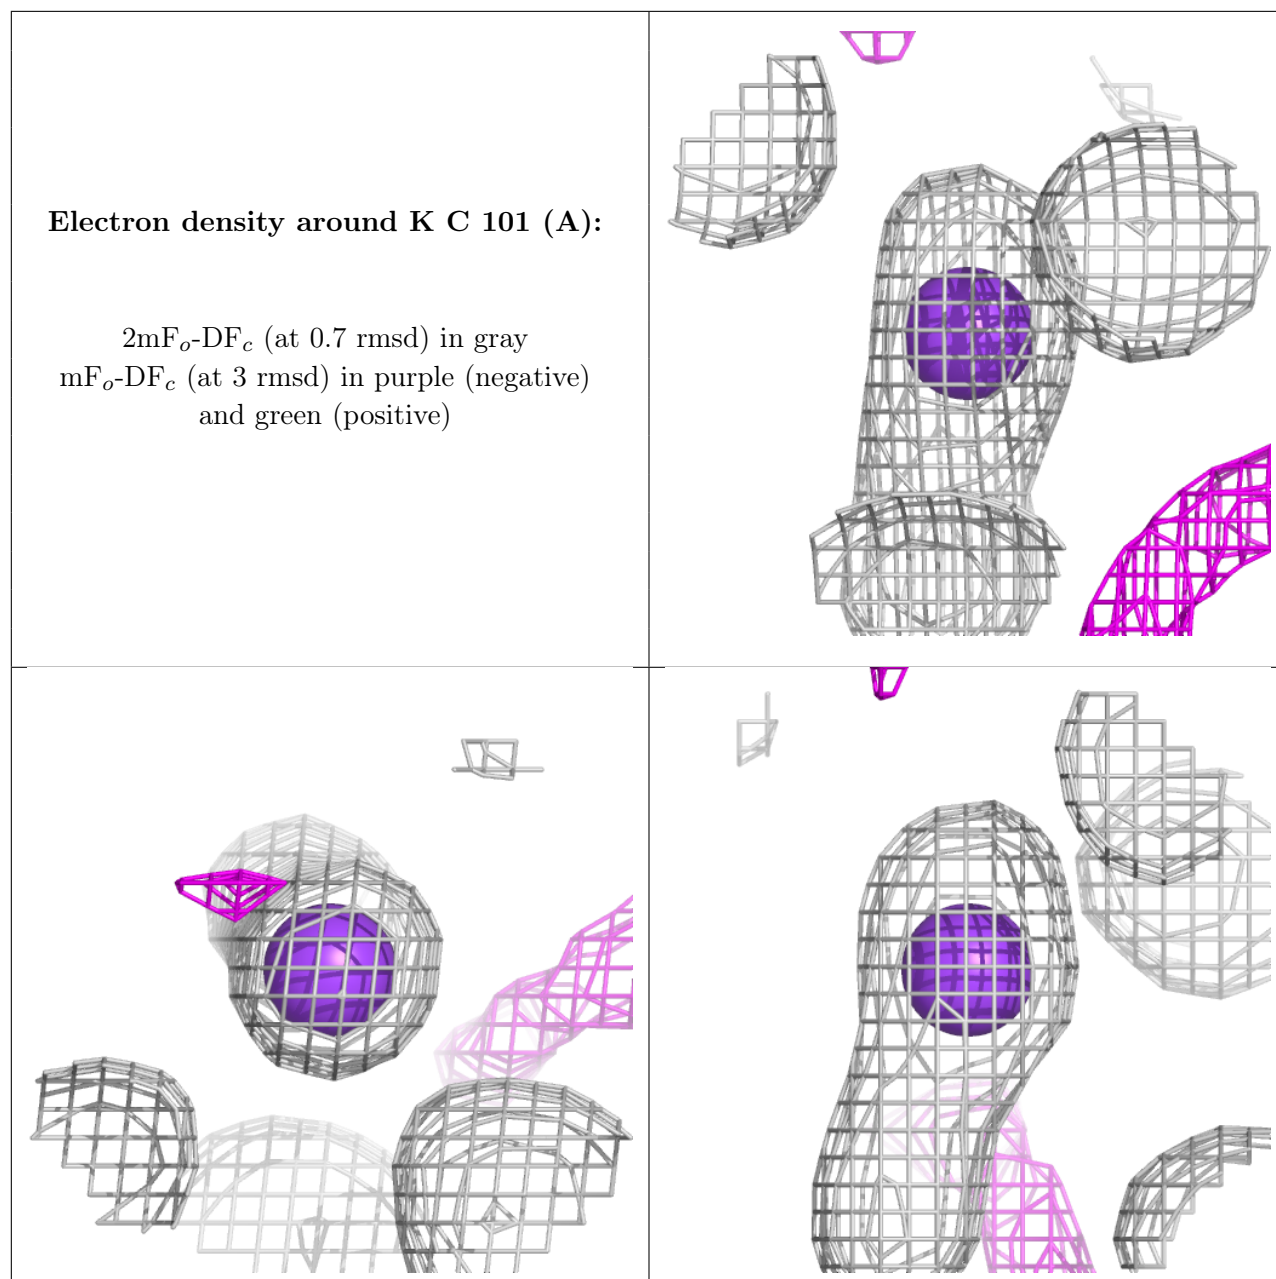 Electron density around K C 101 (A):
2mFo-DFc (at 0.7 rmsd) in gray
mFo-DFc (at 3 rmsd) in purple (negative)
and green (positive)